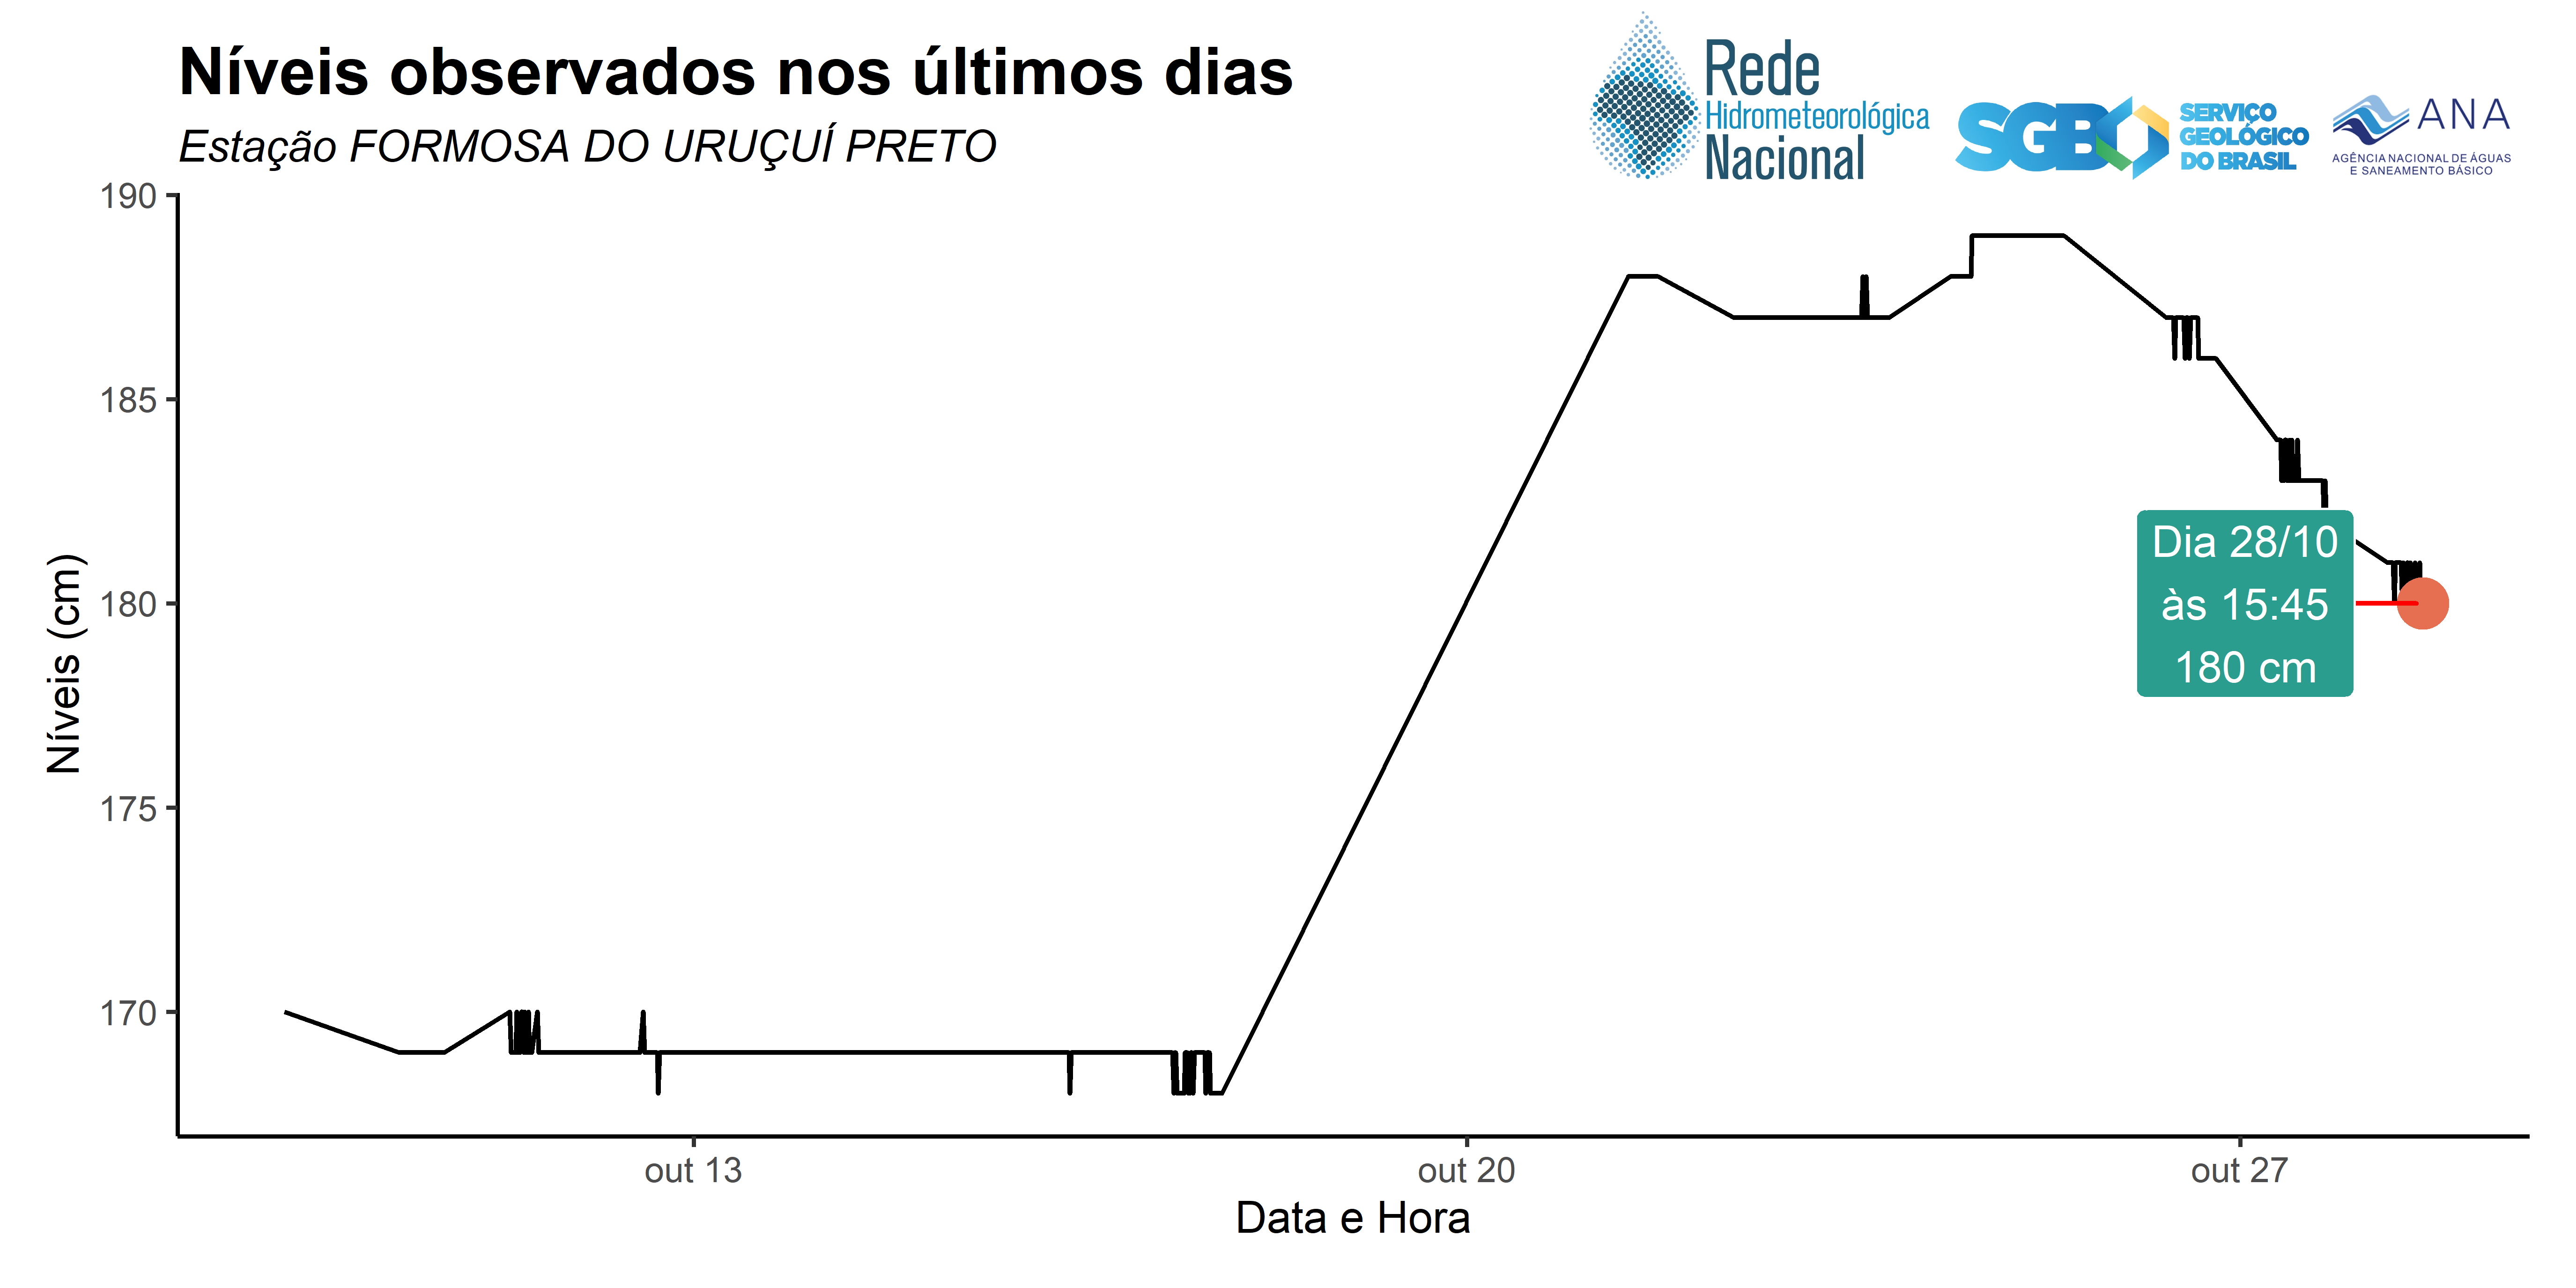 Níveis observados nos últimos dias
Estação FORMOSA DO URUÇUÍ PRETO
Rede
Hidrometeorológica
Nacional
SGB
SERVIÇO
GEOLÓGICO
DO BRASIL
ANA
AGÊNCIA NACIONAL DE ÁGUAS
E SANEAMENTO BÁSICO
190
185
180
175
170
Níveis (cm)
Dia 28/10
às 15:45
180 cm
out 13
out 20
out 27
Data e Hora